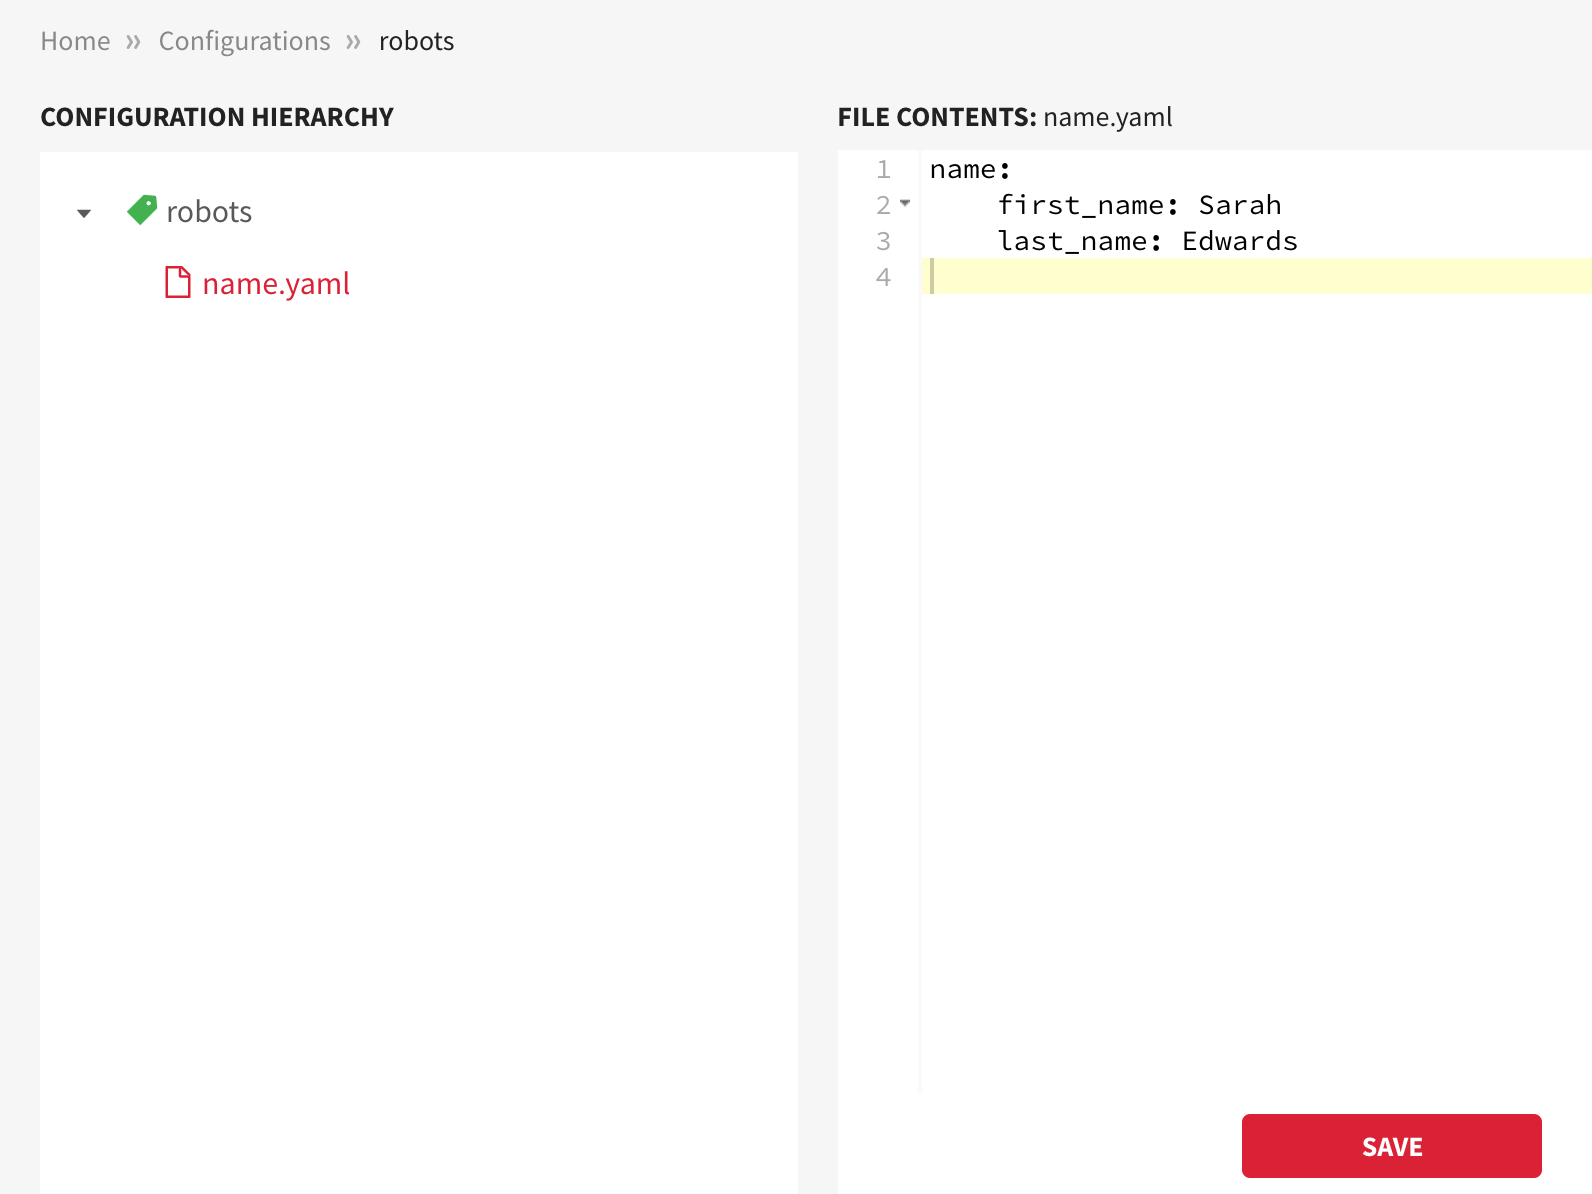 Home » Configurations » robots
CONFIGURATION HIERARCHY
robots
name.yaml
FILE CONTENTS: name.yaml
1 name:
2 first_name: Sarah
3 last_name: Edwards
4
SAVE